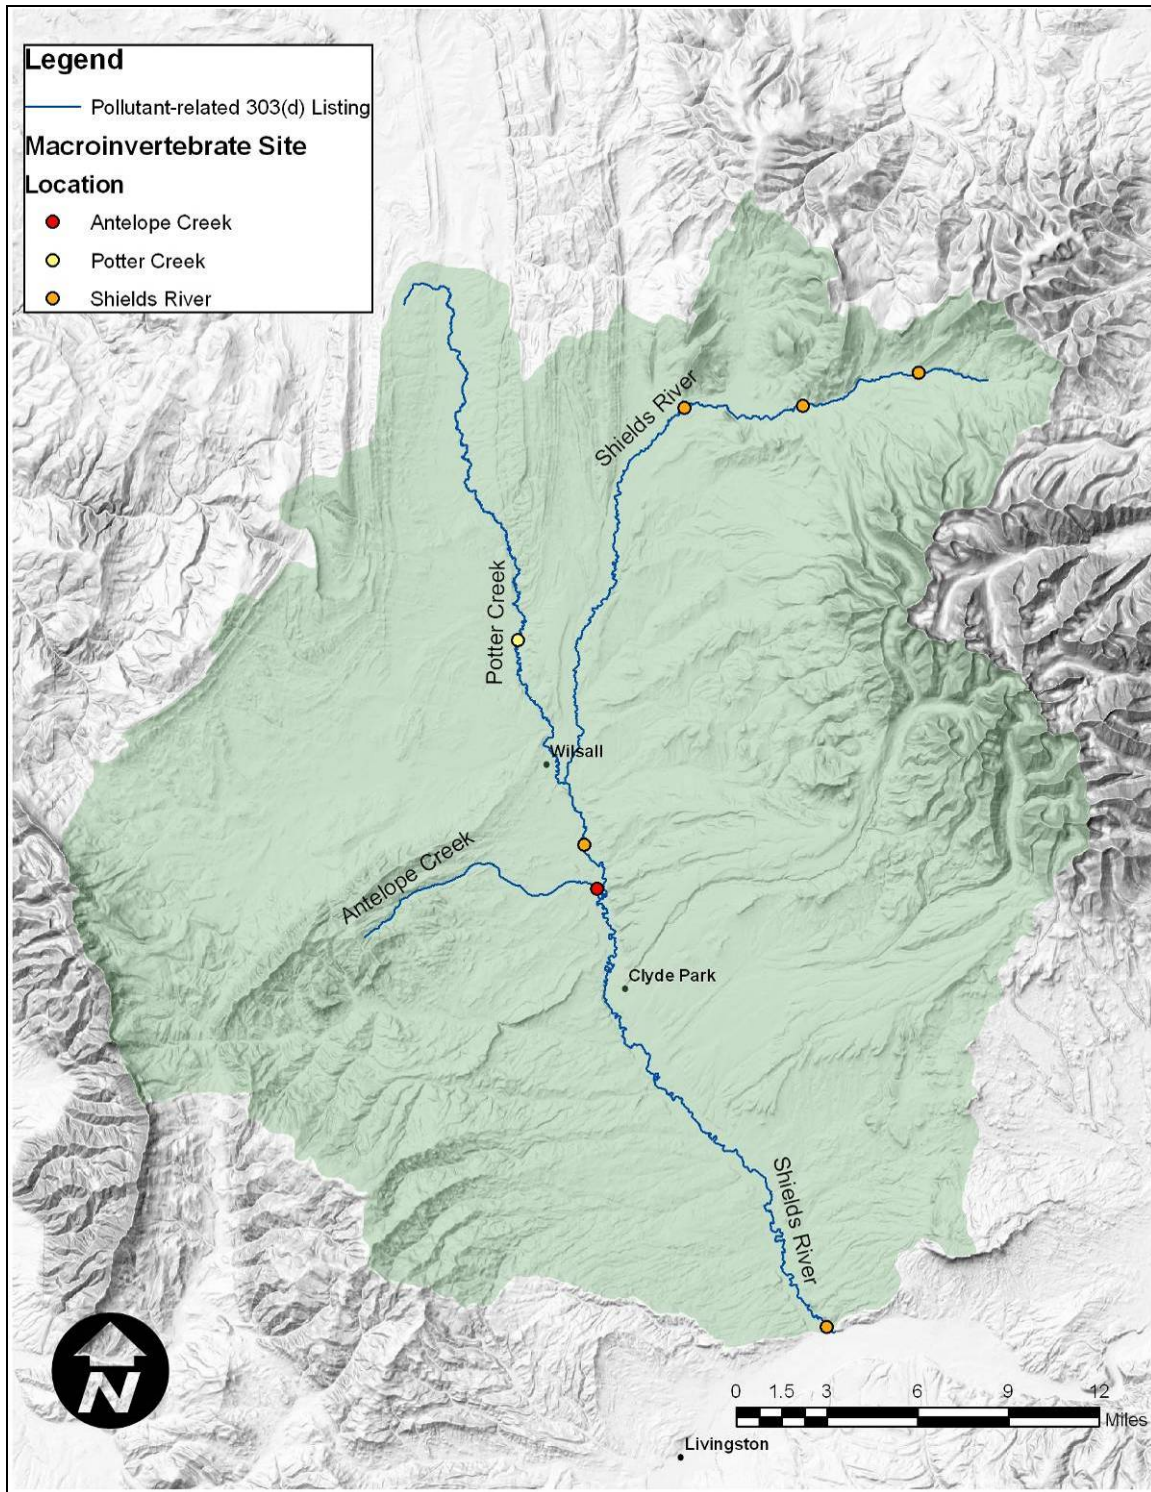 Legend
Pollutant-related 303(d) Listing
Macroinvertebrate Site
Location
Antelope Creek
Potter Creek
Shields River
Shields River
Potter Creek
Wilsall
Antelope Creek
Clyde Park
Shields River
N
0 1.5 3 6 9 12
Miles
Livingston